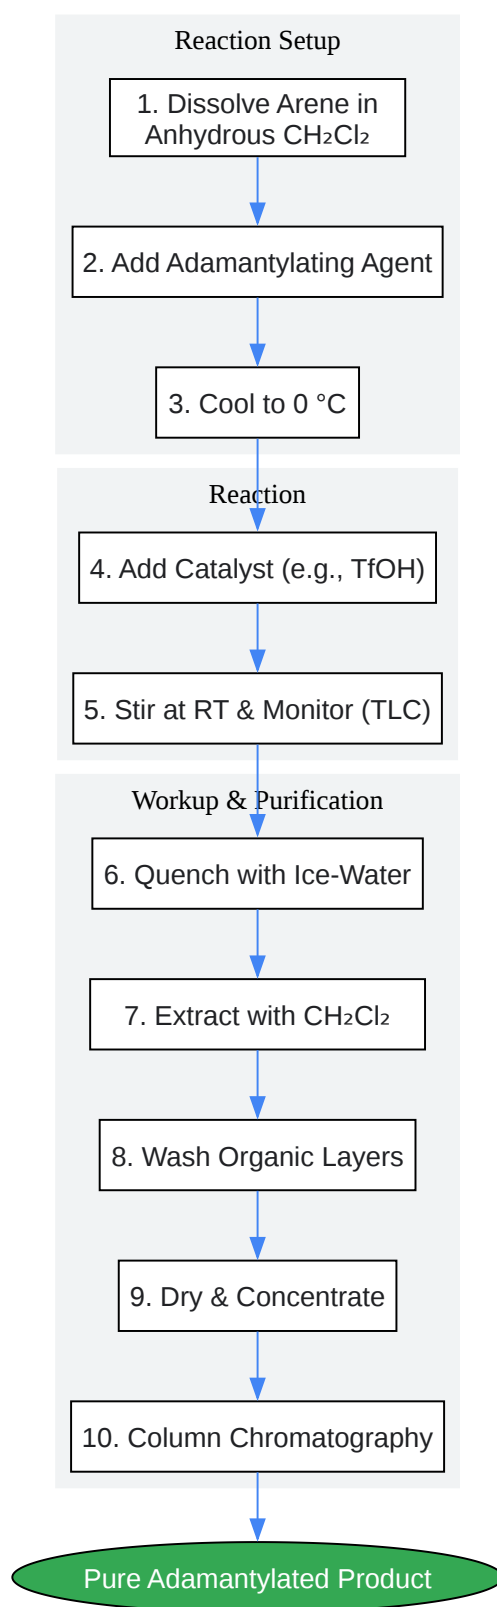 Reaction Setup
1. Dissolve Arene in
Anhydrous CH₂Cl₂
2. Add Adamantylating Agent
3. Cool to 0 °C
Reaction
4. Add Catalyst (e.g., TfOH)
5. Stir at RT & Monitor (TLC)
Workup & Purification
6. Quench with Ice-Water
7. Extract with CH₂Cl₂
8. Wash Organic Layers
9. Dry & Concentrate
10. Column Chromatography
Pure Adamantylated Product